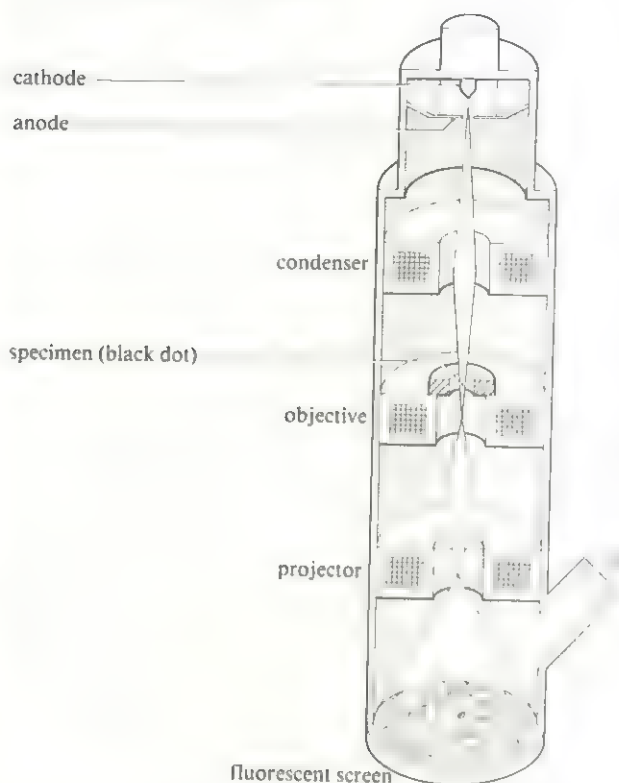 cathode
anode
condenser
specimen (black dot)
objective
projector
fluorescent screen